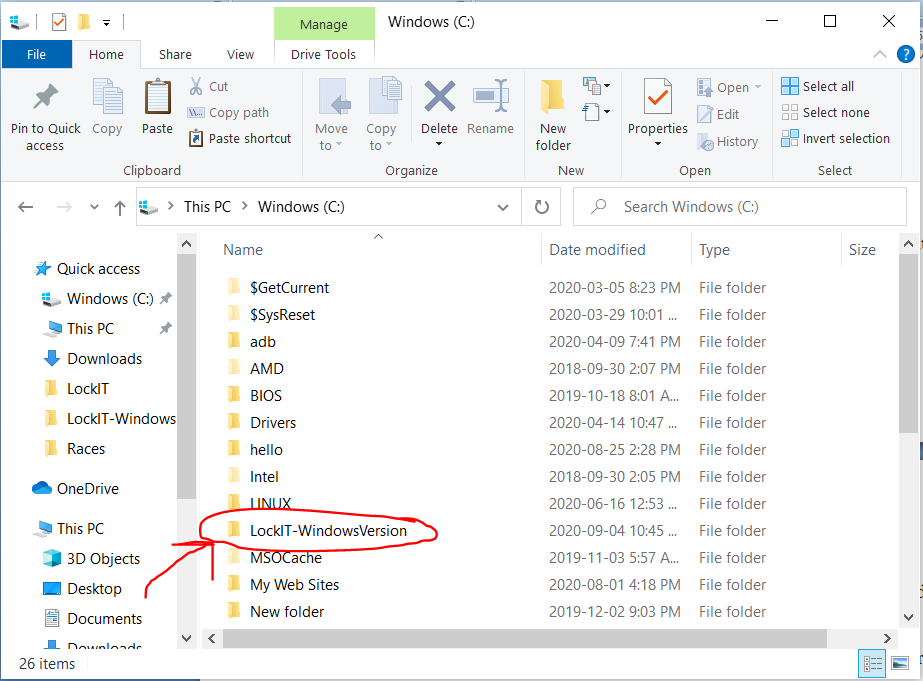 Manage
Windows (C:)
File
Home
Share
View
Drive Tools
Pin to Quick access
Copy
Paste
Cut
Copy path
Paste shortcut
Clipboard
Move to
Copy to
Delete
Rename
Organize
New folder
New
Properties
Open
Edit
History
Open
Select all
Select none
Invert selection
Select
This PC > Windows (C:)
Search Windows (C:)
Name Date modified Type Size
Quick access
Windows (C:)
This PC
Downloads
LockIT
LockIT-Windows
Races
OneDrive
This PC
3D Objects
Desktop
Documents
Downloads
$GetCurrent 2020-03-05 8:23 PM File folder
$SysReset 2020-03-29 10:01 ... File folder
adb 2020-04-09 7:41 PM File folder
AMD 2018-09-30 2:07 PM File folder
BIOS 2019-10-18 8:01 A... File folder
Drivers 2020-04-14 10:47 ... File folder
hello 2020-08-25 2:28 PM File folder
Intel 2018-09-30 2:05 PM File folder
LINUX 2020-06-16 12:53 ... File folder
LockIT-WindowsVersion 2020-09-04 10:45 ... File folder
MSOCache 2019-11-03 5:57 A... File folder
My Web Sites 2020-08-01 4:18 PM File folder
New folder 2019-12-02 9:03 PM File folder
26 items